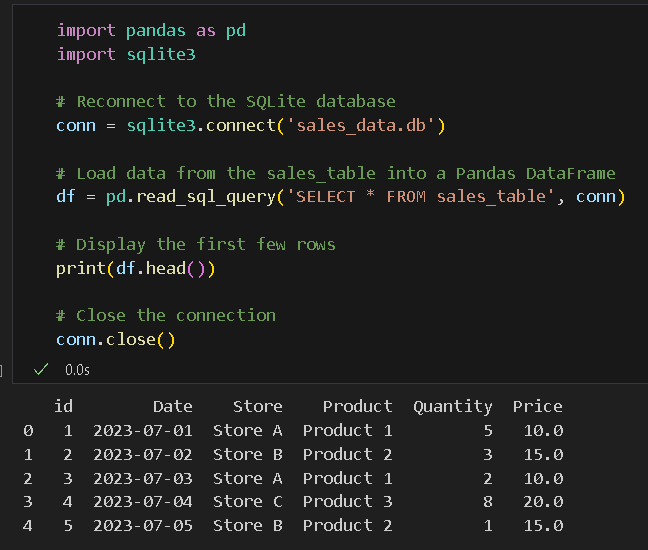 import pandas as pd
import sqlite3
# Reconnect to the SQLite database
conn = sqlite3.connect('sales_data.db')
# Load data from the sales_table into a Pandas DataFrame
df = pd.read_sql_query('SELECT * FROM sales_table', conn)
# Display the first few rows
print(df.head())
# Close the connection
conn.close()
] ✓ 0.0s
id Date Store Product Quantity Price
0 1 2023-07-01 Store A Product 1 5 10.0
1 2 2023-07-02 Store B Product 2 3 15.0
2 3 2023-07-03 Store A Product 1 2 10.0
3 4 2023-07-04 Store C Product 3 8 20.0
4 5 2023-07-05 Store B Product 2 1 15.0